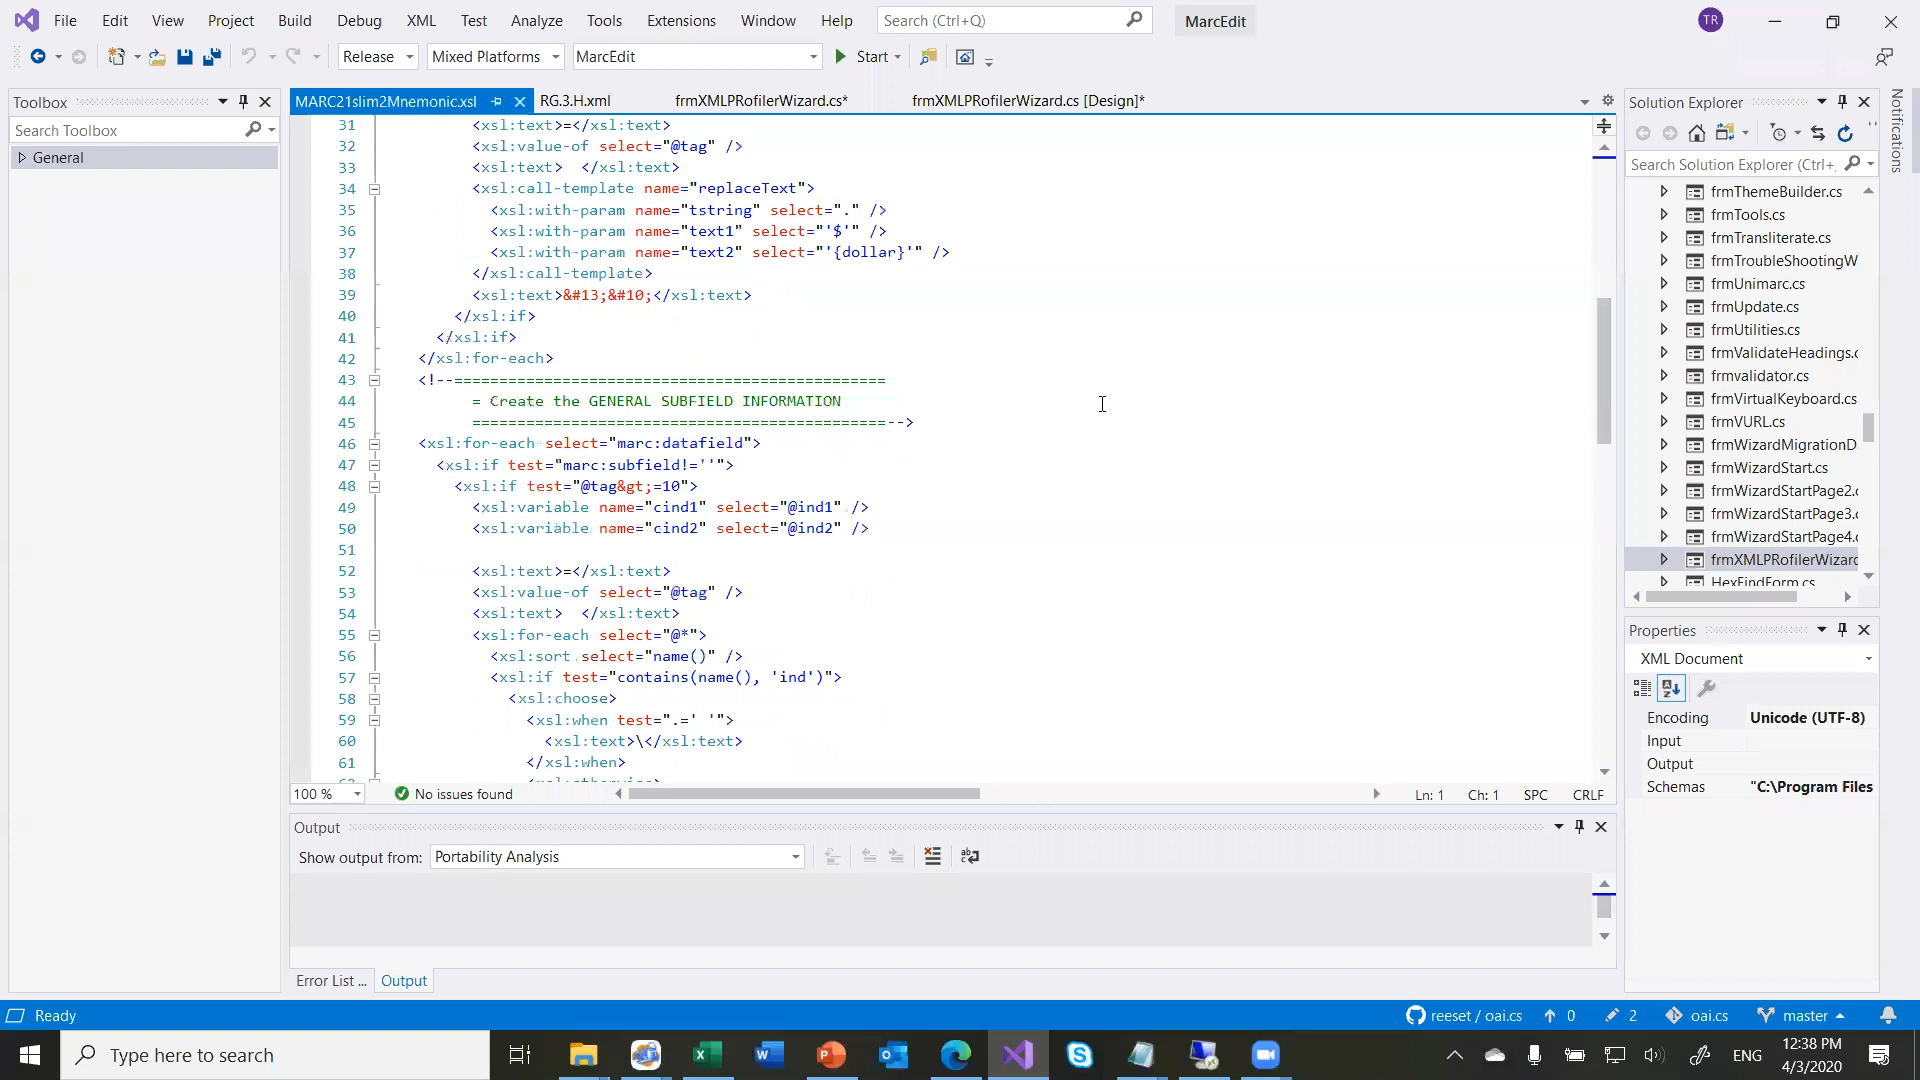 File Edit View Project Build Debug XML Test Analyze Tools Extensions Window Help Search (Ctrl+Q) MarcEdit TR
Release Mixed Platforms MarcEdit Start
Toolbox
Search Toolbox
General
MARC21slim2Mnemonic.xsl RG.3.H.xml frmXMLPRofilerWizard.cs* frmXMLPRofilerWizard.cs [Design]*
31 <xsl:text>=</xsl:text>
32 <xsl:value-of select="@tag" />
33 <xsl:text>  </xsl:text>
34 <xsl:call-template name="replaceText">
35 <xsl:with-param name="tstring" select="." />
36 <xsl:with-param name="text1" select="'$'" />
37 <xsl:with-param name="text2" select="'{dollar}'" />
38 </xsl:call-template>
39 <xsl:text>&#13;&#10;</xsl:text>
40 </xsl:if>
41 </xsl:if>
42 </xsl:for-each>
43 <!--================================================
44 = Create the GENERAL SUBFIELD INFORMATION
45 ==============================================-->
46 <xsl:for-each select="marc:datafield">
47 <xsl:if test="marc:subfield!=''">
48 <xsl:if test="@tag&gt;=10">
49 <xsl:variable name="cind1" select="@ind1" />
50 <xsl:variable name="cind2" select="@ind2" />
51
52 <xsl:text>=</xsl:text>
53 <xsl:value-of select="@tag" />
54 <xsl:text>  </xsl:text>
55 <xsl:for-each select="@*">
56 <xsl:sort select="name()" />
57 <xsl:if test="contains(name(), 'ind')">
58 <xsl:choose>
59 <xsl:when test=".=' '">
60 <xsl:text>\</xsl:text>
61 </xsl:when>
100 % No issues found Ln: 1 Ch: 1 SPC CRLF
Output
Show output from: Portability Analysis
Error List ... Output
Solution Explorer
Search Solution Explorer (Ctrl+
frmThemeBuilder.cs
frmTools.cs
frmTransliterate.cs
frmTroubleShootingW
frmUnimarc.cs
frmUpdate.cs
frmUtilities.cs
frmValidateHeadings.c
frmvalidator.cs
frmVirtualKeyboard.cs
frmVURL.cs
frmWizardMigrationD
frmWizardStart.cs
frmWizardStartPage2.c
frmWizardStartPage3.c
frmWizardStartPage4.c
frmXMLPRofilerWizard
HexFindForm.cs
Notifications
Properties
XML Document
Encoding Unicode (UTF-8)
Input
Output
Schemas "C:\Program Files
Ready reeset / oai.cs 0 2 oai.cs master
Type here to search ENG 12:38 PM
4/3/2020